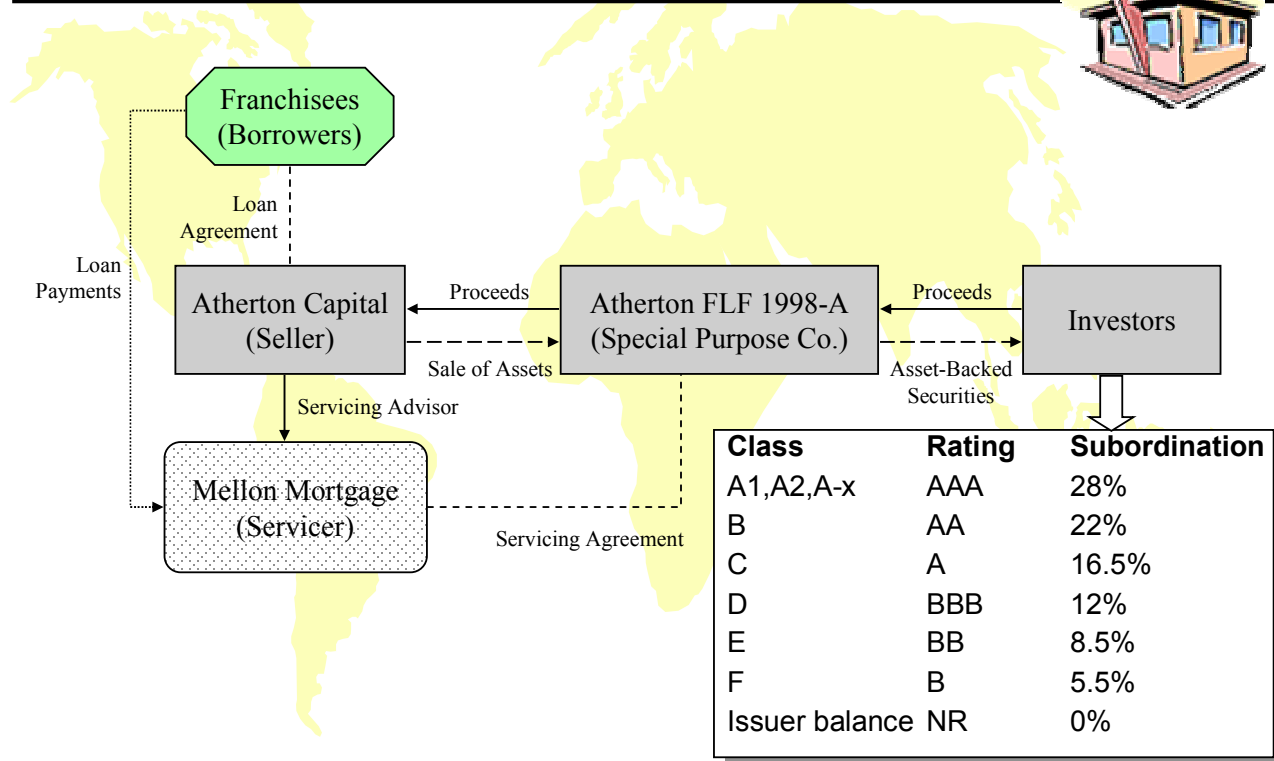 Franchisees
(Borrowers)
Loan
Agreement
Loan
Payments
Atherton Capital
(Seller)
Proceeds
Sale of Assets
Atherton FLF 1998-A
(Special Purpose Co.)
Proceeds
Asset-Backed
Securities
Investors
Servicing Advisor
Mellon Mortgage
(Servicer)
Servicing Agreement
Class Rating Subordination
A1,A2,A-x AAA 28%
B AA 22%
C A 16.5%
D BBB 12%
E BB 8.5%
F B 5.5%
Issuer balance NR 0%